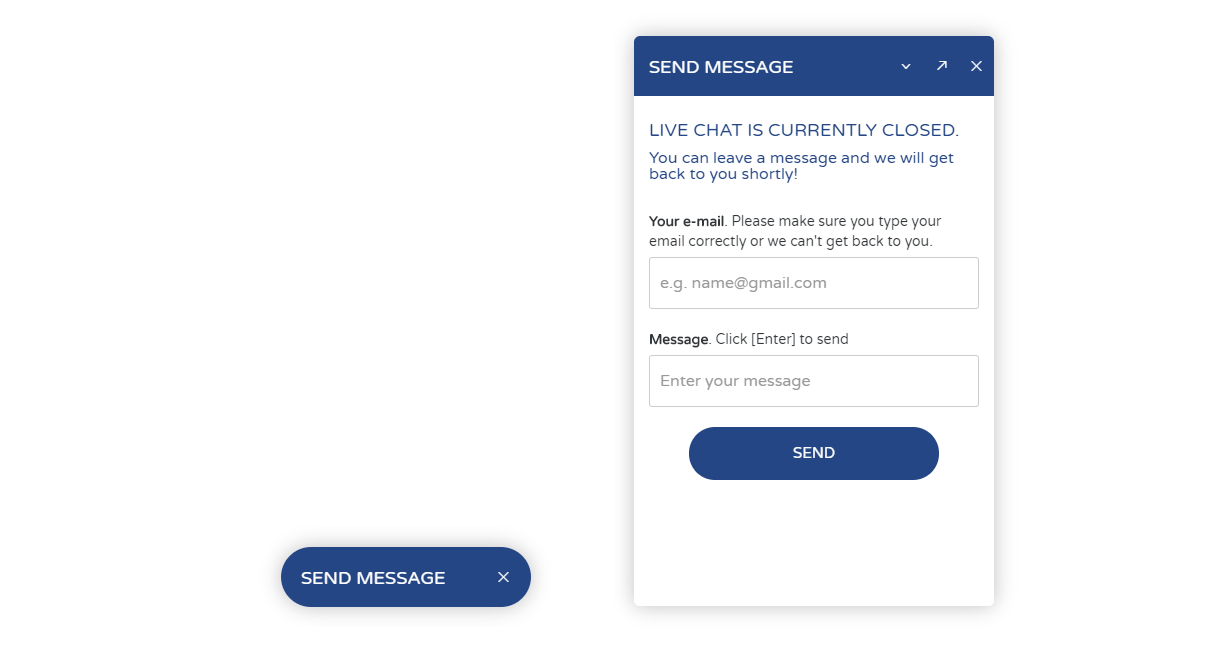 SEND MESSAGE
LIVE CHAT IS CURRENTLY CLOSED.
You can leave a message and we will get
back to you shortly!
Your e-mail. Please make sure you type your
email correctly or we can't get back to you.
e.g. name@gmail.com
Message. Click [Enter] to send
Enter your message
SEND
SEND MESSAGE